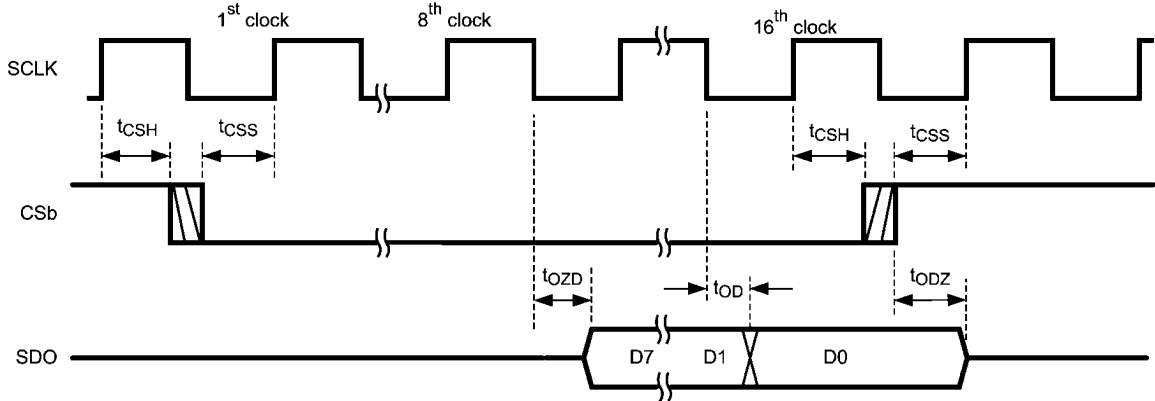 1st clock
8th clock
16th clock
SCLK
tCSH
tCSS
tCSH
tCSS
CSb
tOZD
tOD
tODZ
SDO
D7
D1
D0